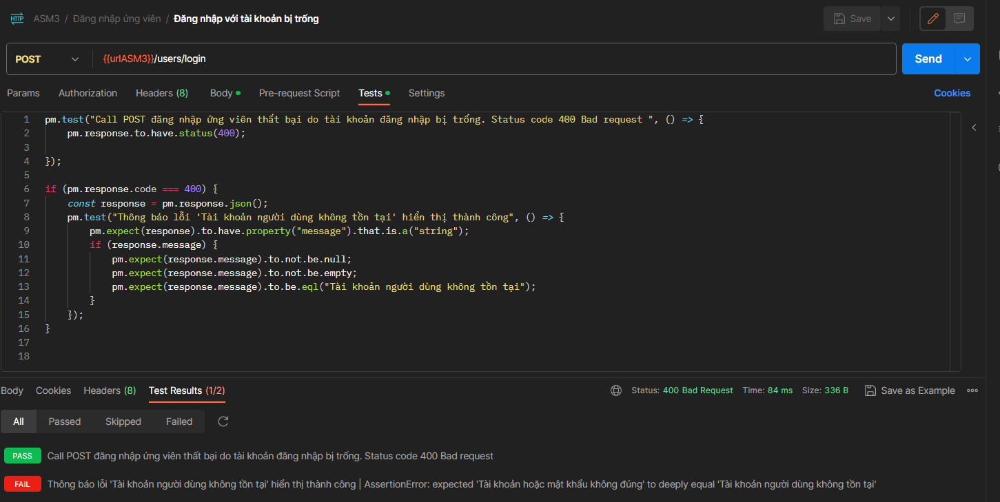 HTTP ASM3 / Đăng nhập ứng viên / Đăng nhập với tài khoản bị trống Save
POST {{urlASM3}}/users/login Send
Params Authorization Headers (8) Body Pre-request Script Tests Settings Cookies
1 pm.test("Call POST đăng nhập ứng viên thất bại do tài khoản đăng nhập bị trống. Status code 400 Bad request ", () => {
2 pm.response.to.have.status(400);
3
4 });
5
6 if (pm.response.code === 400) {
7 const response = pm.response.json();
8 pm.test("Thông báo lỗi 'Tài khoản người dùng không tồn tại' hiển thị thành công", () => {
9 pm.expect(response).to.have.property("message").that.is.a("string");
10 if (response.message) {
11 pm.expect(response.message).to.not.be.null;
12 pm.expect(response.message).to.not.be.empty;
13 pm.expect(response.message).to.be.eql("Tài khoản người dùng không tồn tại");
14 }
15 });
16 }
17
18
Body Cookies Headers (8) Test Results (1/2) Status: 400 Bad Request Time: 84 ms Size: 336 B Save as Example
All Passed Skipped Failed
PASS Call POST đăng nhập ứng viên thất bại do tài khoản đăng nhập bị trống. Status code 400 Bad request
FAIL Thông báo lỗi 'Tài khoản người dùng không tồn tại' hiển thị thành công | AssertionError: expected 'Tài khoản hoặc mật khẩu không đúng' to deeply equal 'Tài khoản người dùng không tồn tại'